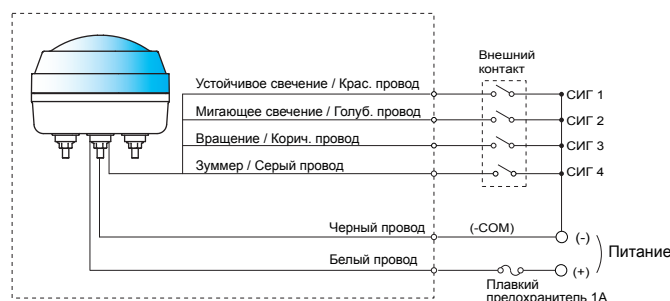 Внешний
контакт
Устойчивое свечение / Крас. провод
СИГ 1
Мигающее свечение / Голуб. провод
СИГ 2
Вращение / Корич. провод
СИГ 3
Зуммер / Серый провод
СИГ 4
Черный провод
(-COM)
(-)
Питание
Белый провод
(+)
Плавкий
предохранитель 1А